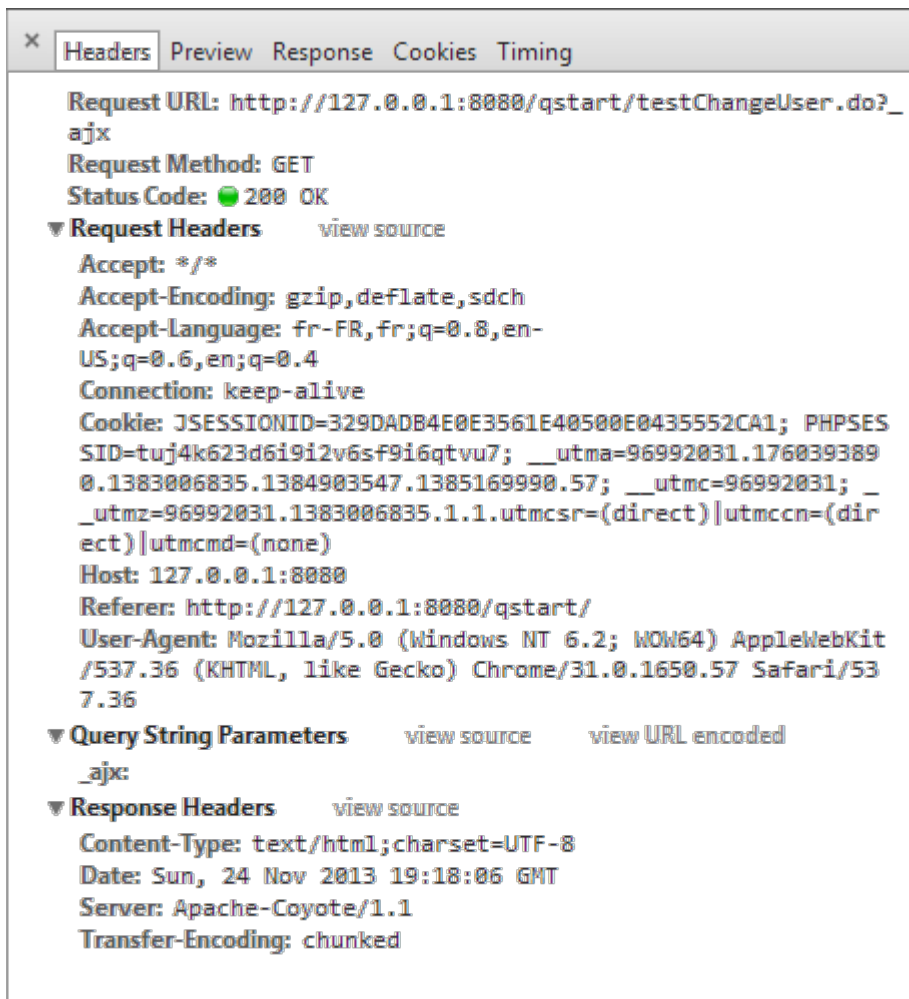 × Headers Preview Response Cookies Timing
Request URL: http://127.0.0.1:8080/qstart/testChangeUser.do?_
ajx
Request Method: GET
Status Code: 200 OK
Request Headers view source
Accept: */*
Accept-Encoding: gzip,deflate,sdch
Accept-Language: fr-FR,fr;q=0.8,en-
US;q=0.6,en;q=0.4
Connection: keep-alive
Cookie: JSESSIONID=329DADB4E0E3561E40500E0435552CA1; PHPSES
SID=tuj4k623d6i9i2v6sf9i6qtvu7; __utma=96992031.176039389
0.1383006835.1384903547.1385169990.57; __utmc=96992031; _
_utmz=96992031.1383006835.1.1.utmcsr=(direct)|utmccn=(dir
ect)|utmcmd=(none)
Host: 127.0.0.1:8080
Referer: http://127.0.0.1:8080/qstart/
User-Agent: Mozilla/5.0 (Windows NT 6.2; WOW64) AppleWebKit
/537.36 (KHTML, like Gecko) Chrome/31.0.1650.57 Safari/53
7.36
Query String Parameters view source view URL encoded
_ajx:
Response Headers view source
Content-Type: text/html;charset=UTF-8
Date: Sun, 24 Nov 2013 19:18:06 GMT
Server: Apache-Coyote/1.1
Transfer-Encoding: chunked